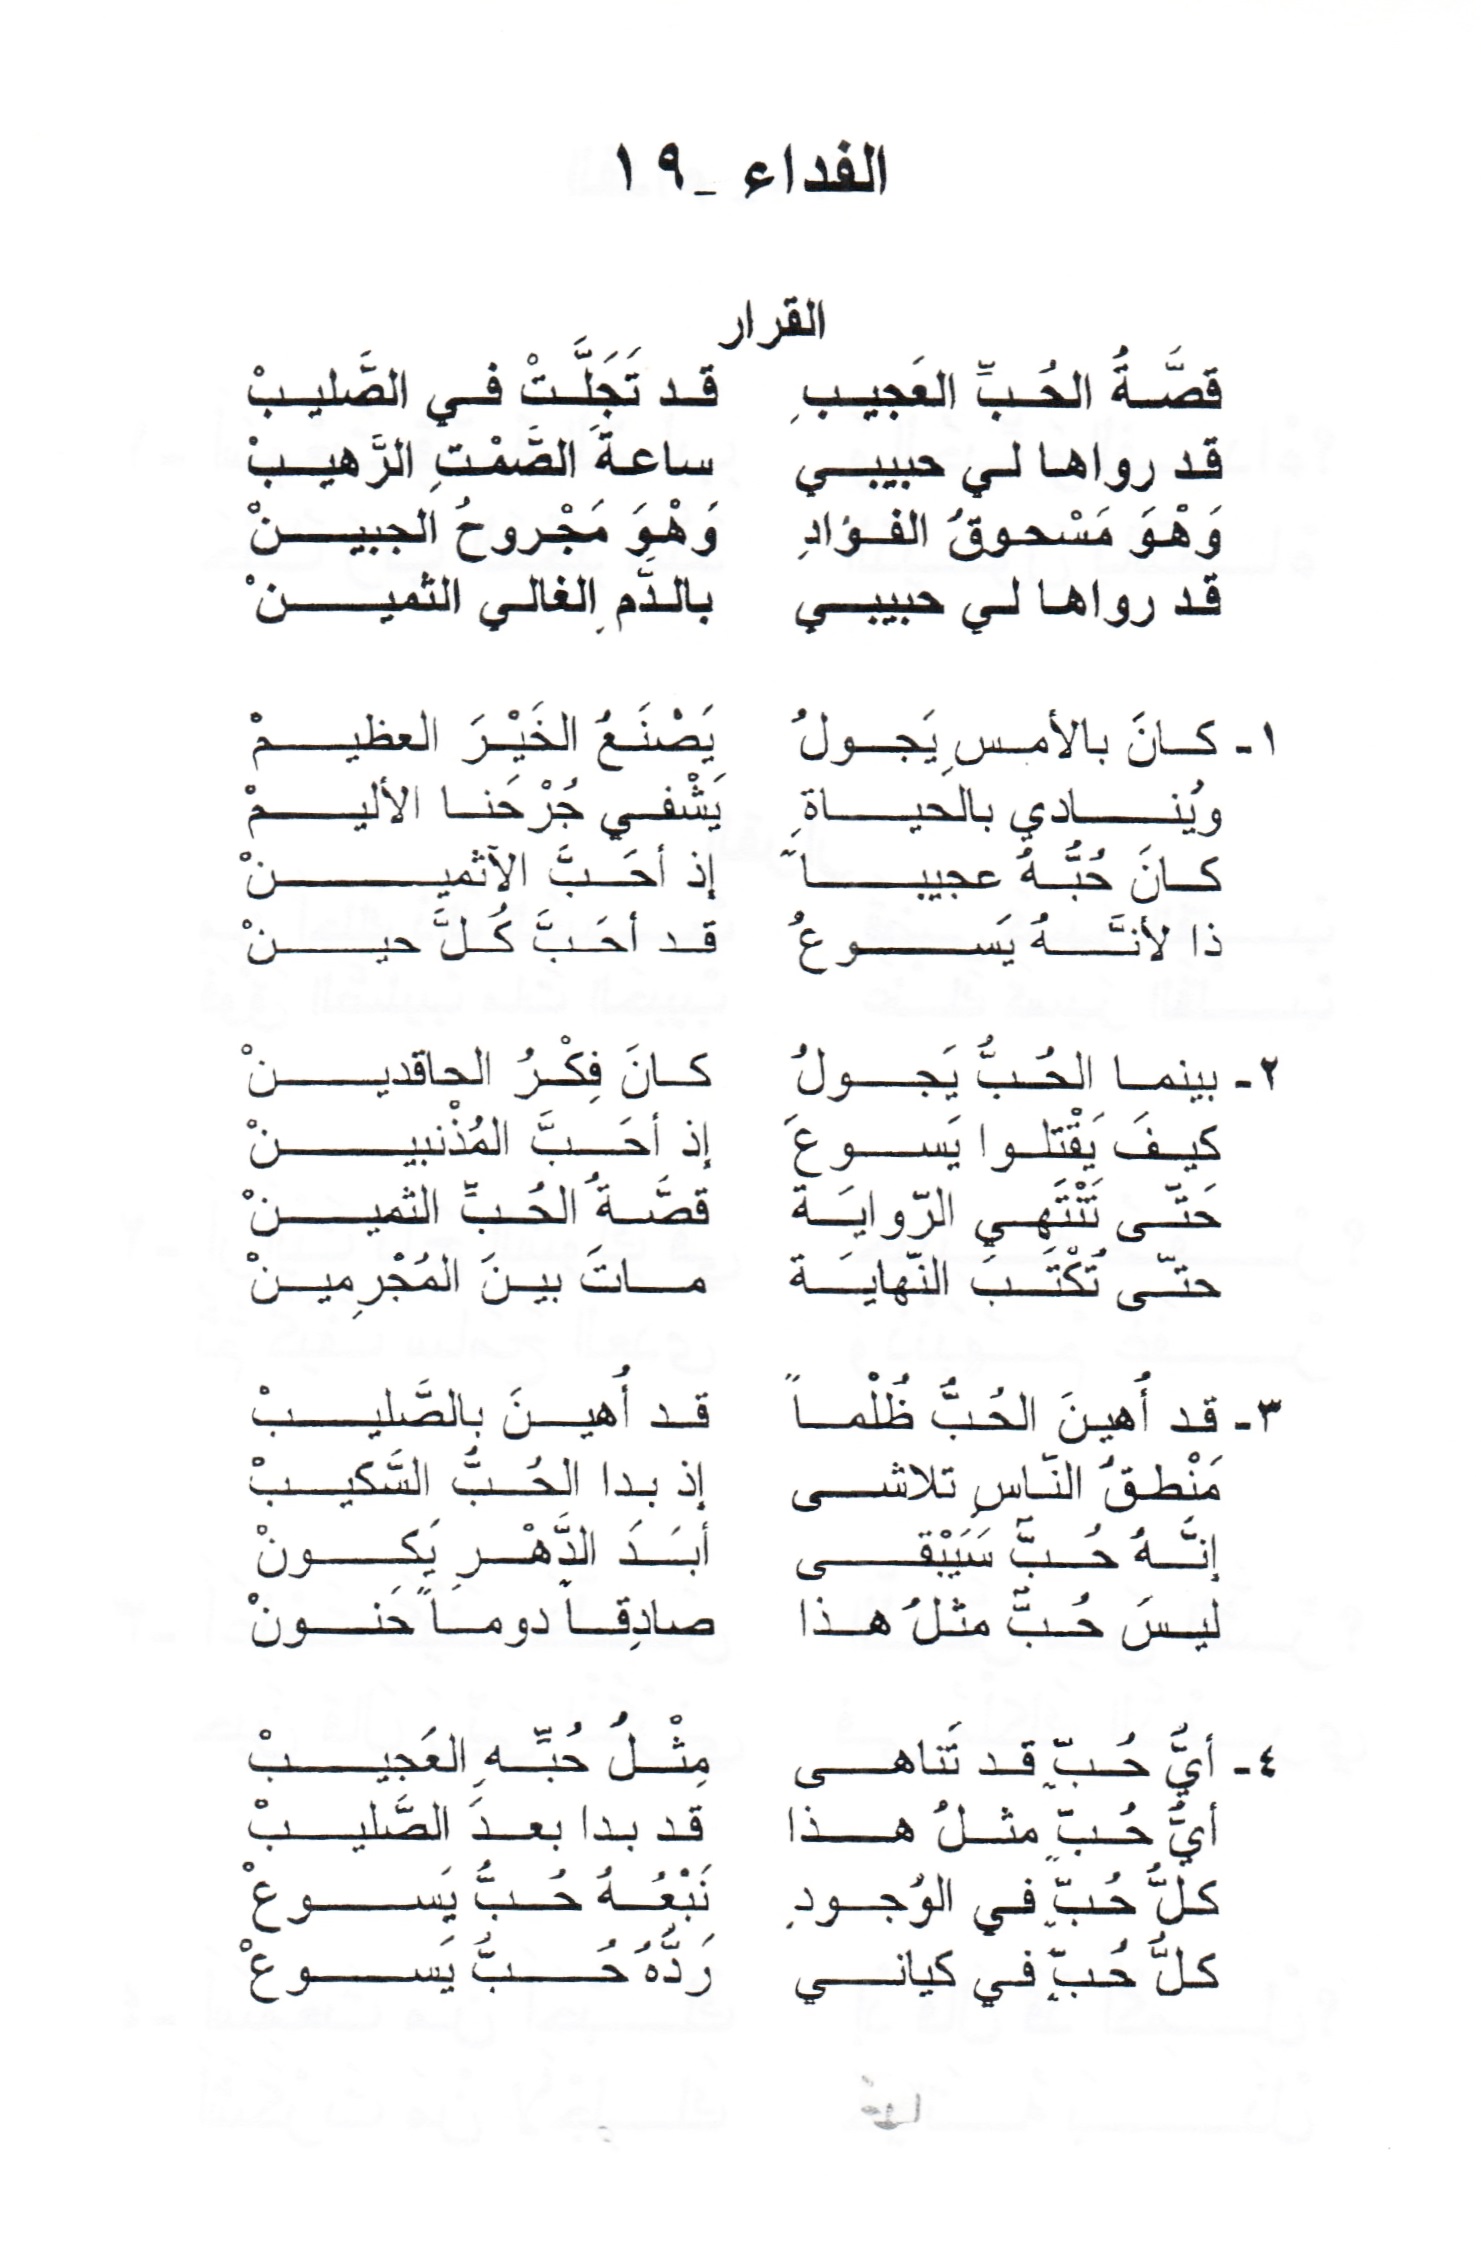 الفداء - ١٩
القرار
قصَّةُ الحُبِّ العَجيبِ قد تَجَلَّتْ في الصَّليبْ
قد رواها لي حبيبي ساعةَ الصَّمْتِ الرَّهيبْ
وَهْوَ مَسْحوقُ الفؤادِ وَهْوَ مَجْروحُ الجبينْ
قد رواها لي حبيبي بالدَّمِ الغالي الثمينْ
١- كانَ بالأمسِ يَجولُ يَصْنَعُ الخَيْرَ العظيمْ
ويُنادي بالحياةِ يَشْفي جُرْحَنا الأليمْ
كانَ حُبُّهُ عجيباً إذ أحَبَّ الآثمينْ
ذا لأنَّهُ يَسوعُ قد أحَبَّ كُلَّ حينْ
٢- بينما الحُبُّ يَجولُ كانَ فِكْرُ الحاقدينْ
كيفَ يَقْتلوا يَسوعَ إذ أحَبَّ المُذْنبينْ
حَتّى تَنْتَهي الرّوايَة قصَّةُ الحُبِّ الثمينْ
حتّى تُكْتَبَ النّهايَة ماتَ بينَ المُجْرِمينْ
٣- قد أُهينَ الحُبُّ ظُلْماً قد أُهينَ بالصَّليبْ
مَنْطقُ النّاسِ تلاشى إذ بدا الحُبُّ السَّكيبْ
إنَّهُ حُبٌّ سَيَبْقى أبَدَ الدَّهْرِ يَكونْ
ليسَ حُبٌّ مثلُ هذا صادِقاً دوماً حَنونْ
٤- أيُّ حُبّ قد تَناهى مِثْلُ حُبِّهِ العَجيبْ
أيُّ حُبٍّ مثلُ هذا قد بدا بعدَ الصَّليبْ
كلُّ حُبٍّ في الوُجودِ نَبْعُهُ حُبُّ يَسوعْ
كلُّ حُبٍّ في كياني رَدُّهُ حُبُّ يَسوعْ